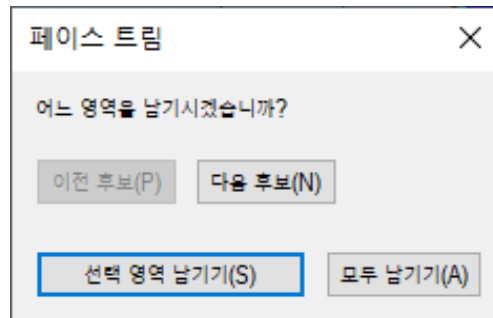 페이스 트림
어느 영역을 남기시겠습니까?
이전 후보(P) 다음 후보(N)
선택 영역 남기기(S) 모두 남기기(A)